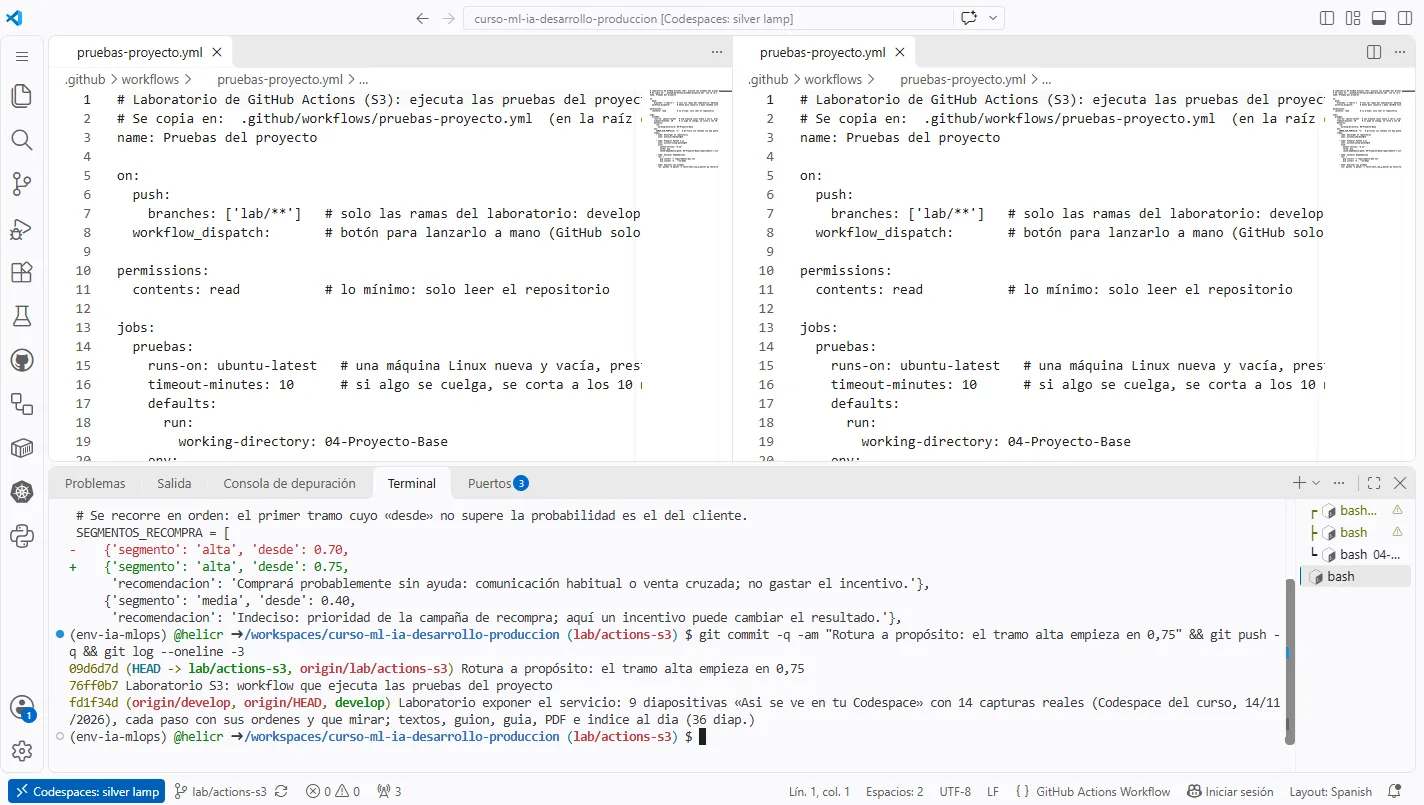 curso-ml-ia-desarrollo-produccion [Codespaces: silver lamp]
pruebas-proyecto.yml
.github > workflows > pruebas-proyecto.yml > ...
1 # Laboratorio de GitHub Actions (S3): ejecuta las pruebas del proyec
2 # Se copia en: .github/workflows/pruebas-proyecto.yml (en la raíz
3 name: Pruebas del proyecto
4
5 on:
6 push:
7 branches: ['lab/**'] # solo las ramas del laboratorio: develop
8 workflow_dispatch: # botón para lanzarlo a mano (GitHub solo
9
10 permissions:
11 contents: read # lo mínimo: solo leer el repositorio
12
13 jobs:
14 pruebas:
15 runs-on: ubuntu-latest # una máquina Linux nueva y vacía, pres
16 timeout-minutes: 10 # si algo se cuelga, se corta a los 10
17 defaults:
18 run:
19 working-directory: 04-Proyecto-Base
20 env:
pruebas-proyecto.yml
.github > workflows > pruebas-proyecto.yml > ...
1 # Laboratorio de GitHub Actions (S3): ejecuta las pruebas del proyec
2 # Se copia en: .github/workflows/pruebas-proyecto.yml (en la raíz
3 name: Pruebas del proyecto
4
5 on:
6 push:
7 branches: ['lab/**'] # solo las ramas del laboratorio: develop
8 workflow_dispatch: # botón para lanzarlo a mano (GitHub solo
9
10 permissions:
11 contents: read # lo mínimo: solo leer el repositorio
12
13 jobs:
14 pruebas:
15 runs-on: ubuntu-latest # una máquina Linux nueva y vacía, pres
16 timeout-minutes: 10 # si algo se cuelga, se corta a los 10
17 defaults:
18 run:
19 working-directory: 04-Proyecto-Base
20 env:
Problemas Salida Consola de depuración Terminal Puertos 3
# Se recorre en orden: el primer tramo cuyo «desde» no supere la probabilidad es el del cliente.
SEGMENTOS_RECOMPRA = [
- {'segmento': 'alta', 'desde': 0.70,
+ {'segmento': 'alta', 'desde': 0.75,
'recomendacion': 'Comprará probablemente sin ayuda: comunicación habitual o venta cruzada; no gastar el incentivo.'},
{'segmento': 'media', 'desde': 0.40,
'recomendacion': 'Indeciso: prioridad de la campaña de recompra; aquí un incentivo puede cambiar el resultado.'},
(env-ia-mlops) @helicr ➜/workspaces/curso-ml-ia-desarrollo-produccion (lab/actions-s3) $ git commit -q -am "Rotura a propósito: el tramo alta empieza en 0,75" && git push -
q && git log --oneline -3
09d6d7d (HEAD -> lab/actions-s3, origin/lab/actions-s3) Rotura a propósito: el tramo alta empieza en 0,75
76ff0b7 Laboratorio S3: workflow que ejecuta las pruebas del proyecto
fd1f34d (origin/develop, origin/HEAD, develop) Laboratorio exponer el servicio: 9 diapositivas «Asi se ve en tu Codespace» con 14 capturas reales (Codespace del curso, 14/11
/2026), cada paso con sus ordenes y que mirar; textos, guion, guia, PDF e indice al dia (36 diap.)
(env-ia-mlops) @helicr ➜/workspaces/curso-ml-ia-desarrollo-produccion (lab/actions-s3) $
bash...
bash
bash 04-...
bash
1
Codespaces: silver lamp lab/actions-s3 0 0 3 Lín. 1, col. 1 Espacios: 2 UTF-8 LF { } GitHub Actions Workflow Iniciar sesión Layout: Spanish